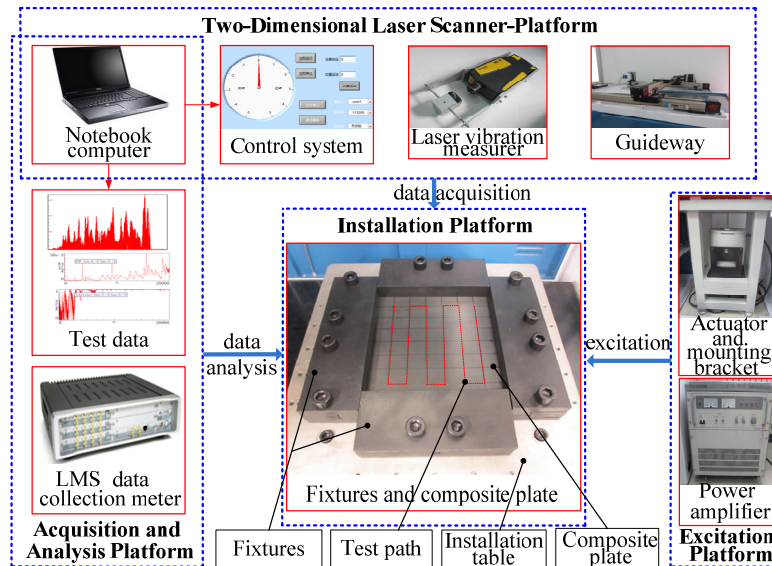 Two-Dimensional Laser Scanner-Platform
Notebook
computer
Control system
Laser vibration
measurer
Guideway
data acquisition
Test data
LMS data
collection meter
Acquisition and
Analysis Platform
data
analysis
Installation Platform
Fixtures and composite plate
Fixtures
Test path
Installation
table
Composite
plate
excitation
Actuator
and
mounting
bracket
Power
amplifier
Excitation
Platform